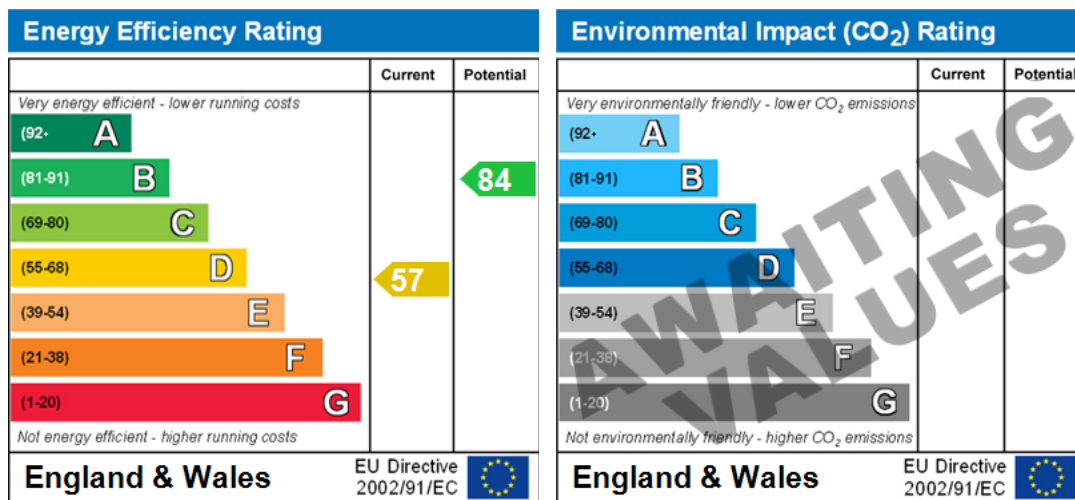 Energy Efficiency Rating
Current Potential
Very energy efficient - lower running costs
(92- A
(81-91) B
84
(69-80) C
(55-68) D
57
(39-54) E
(21-38) F
(1-20) G
Not energy efficient - higher running costs
England & Wales
EU Directive
2002/91/EC
Environmental Impact (CO2) Rating
Current Potential
Very environmentally friendly - lower CO2 emissions
(92- A
(81-91) B
(69-80) C
(55-68) D
(39-54) E
(21-38) F
(1-20) G
AWAITING
VALUES
Not environmentally friendly - higher CO2 emissions
England & Wales
EU Directive
2002/91/EC